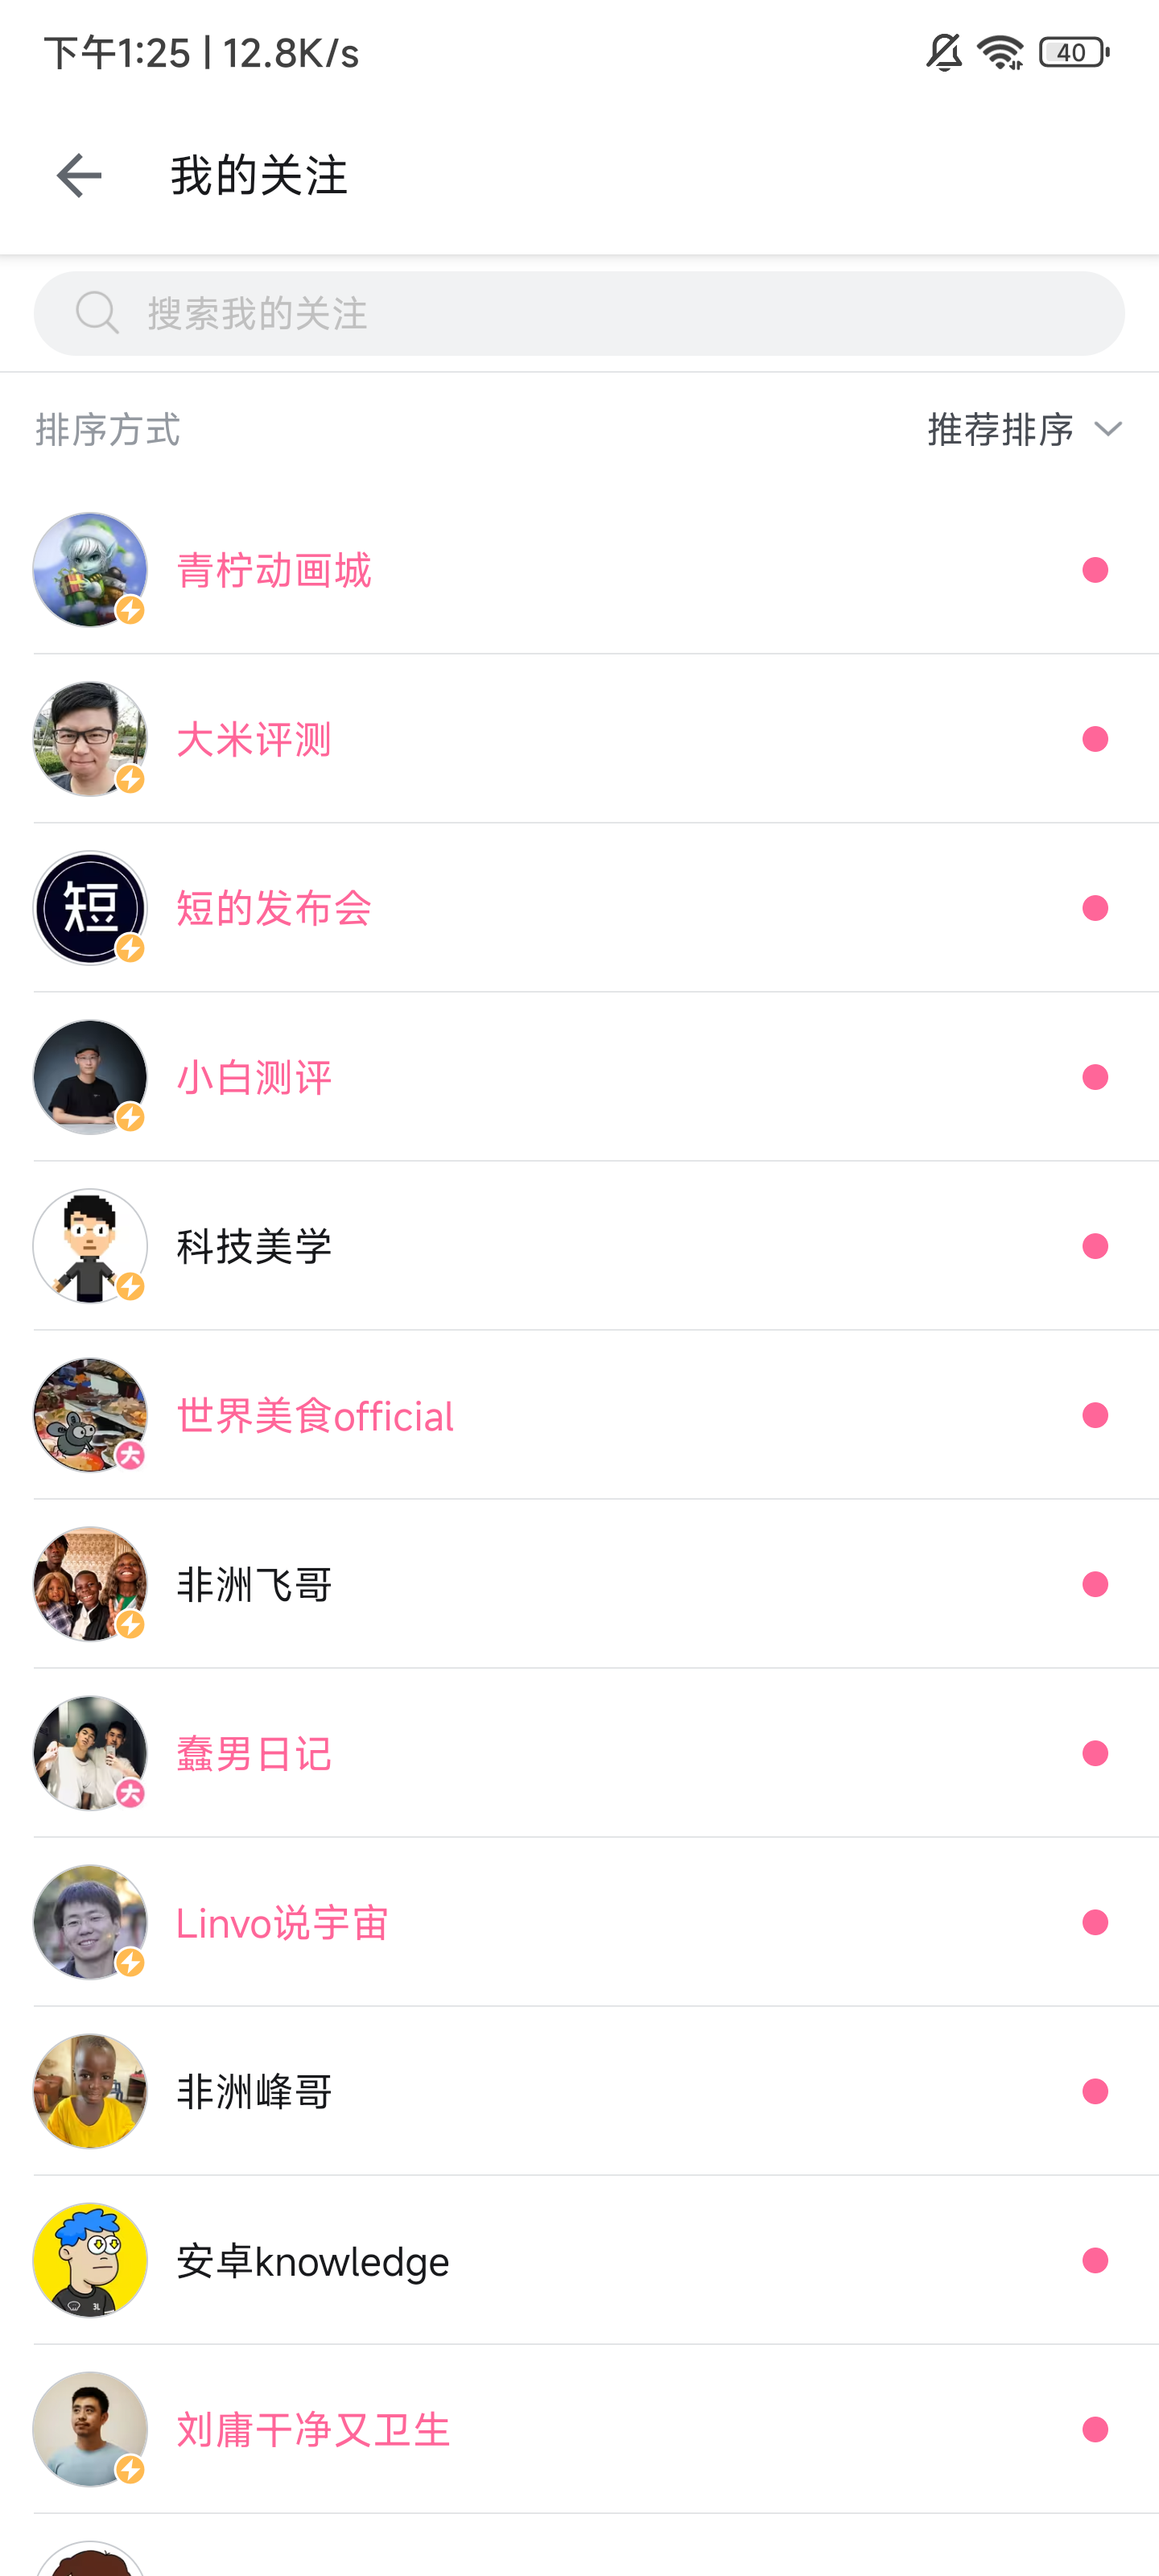 下午1:25 | 12.8K/s
40
我的关注
搜索我的关注
排序方式
推荐排序
青柠动画城
大米评测
短
短的发布会
小白测评
科技美学
大
世界美食official
非洲飞哥
大
蠢男日记
Linvo说宇宙
非洲峰哥
3L
安卓knowledge
刘庸干净又卫生